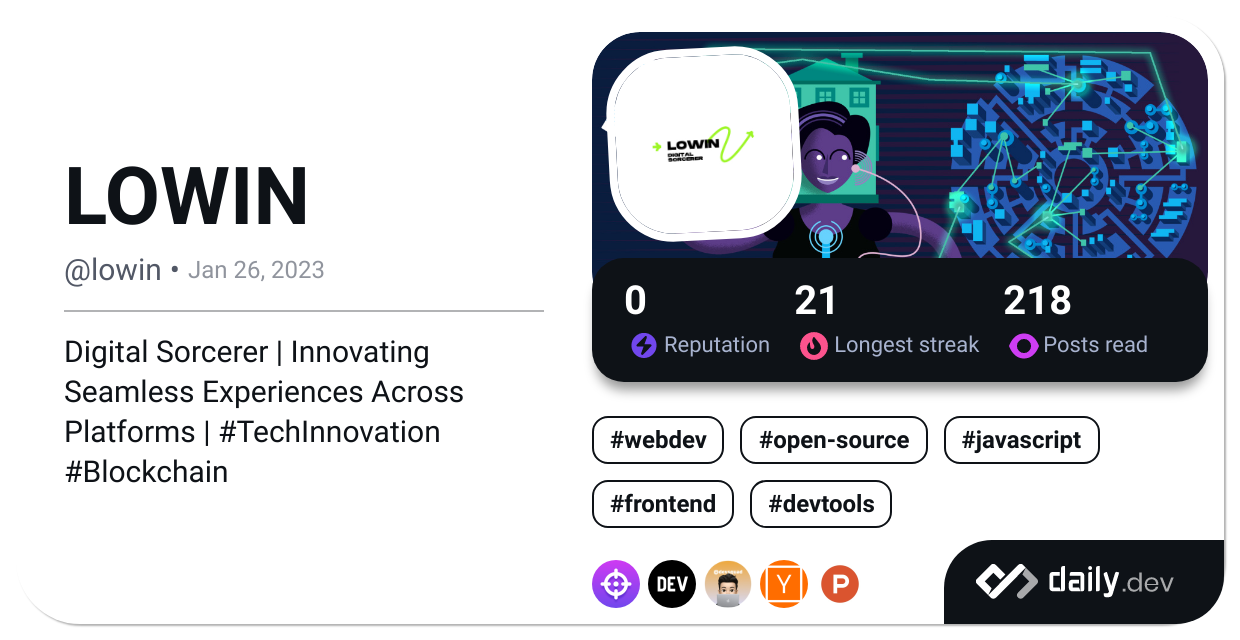 LOWIN
@lowin • Jan 26, 2023
Digital Sorcerer | Innovating
Seamless Experiences Across
Platforms | #TechInnovation
#Blockchain
LOWIN
DIGITAL
SORCERER
0 21 218
Reputation Longest streak Posts read
#webdev #open-source #javascript
#frontend #devtools
DEV Y P
daily.dev